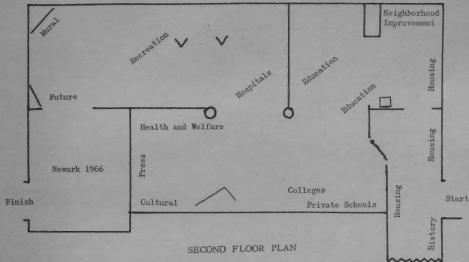 Mural
Recreation
Hospitals
Education
Neighborhood
Improvement
Housing
Future
Education
Health and Welfare
Press
Housing
Newark 1966
Finish
Cultural
Colleges
Private Schools
Housing
Start
History
SECOND FLOOR PLAN